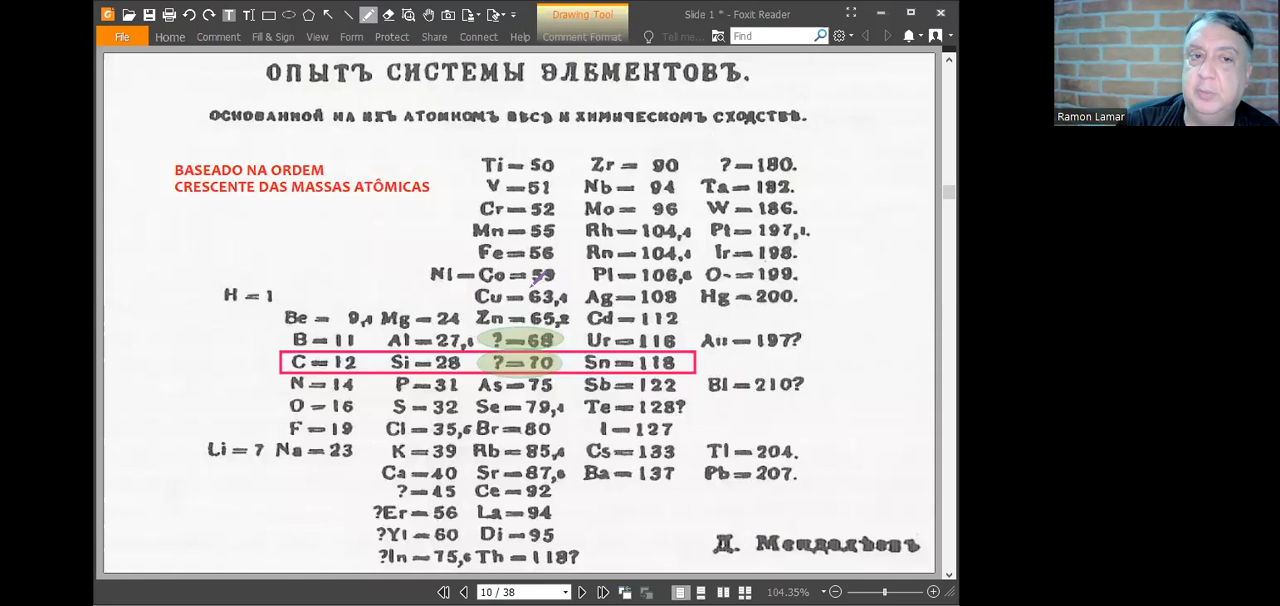 Drawing Tool
Slide 1 * - Foxit Reader
File Home Comment Fill & Sign View Form Protect Share Connect Help Comment Format Tell me... Find
ОПЫТЪ СИСТЕМЫ ЭЛЕМЕНТОВЪ.
ОСНОВАННОЙ НА ИХЪ АТОМНОМЪ ВѢСѢ И ХИМИЧЕСКОМЪ СХОДСТВѢ.
BASEADO NA ORDEM
CRESCENTE DAS MASSAS ATÔMICAS
Ti = 50 Zr = 90 ? = 180.
V = 51 Nb = 94 Ta = 182.
Cr = 52 Mo = 96 W = 186.
Mn = 55 Rh = 104,4 Pt = 197,1.
Fe = 56 Rn = 104,4 Ir = 198.
Ni — Co = 59 Pl = 106,6 O- = 199.
H = 1 Cu = 63,4 Ag = 108 Hg = 200.
Be = 9,4 Mg = 24 Zn = 65,2 Cd = 112
B = 11 Al = 27,4 ? = 68 Ur = 116 Au = 197?
C = 12 Si = 28 ? = 70 Sn = 118
N = 14 P = 31 As = 75 Sb = 122 Bi = 210?
O = 16 S = 32 Se = 79,4 Te = 128?
F = 19 Cl = 35,5 Br = 80 I = 127
Li = 7 Na = 23 K = 39 Rb = 85,4 Cs = 133 Tl = 204.
Ca = 40 Sr = 87,6 Ba = 137 Pb = 207.
? = 45 Ce = 92
?Er = 56 La = 94
?Yt = 60 Di = 95
?In = 75,6 Th = 118?
Д. Менделѣевъ
10 / 38 104.35%
Ramon Lamar